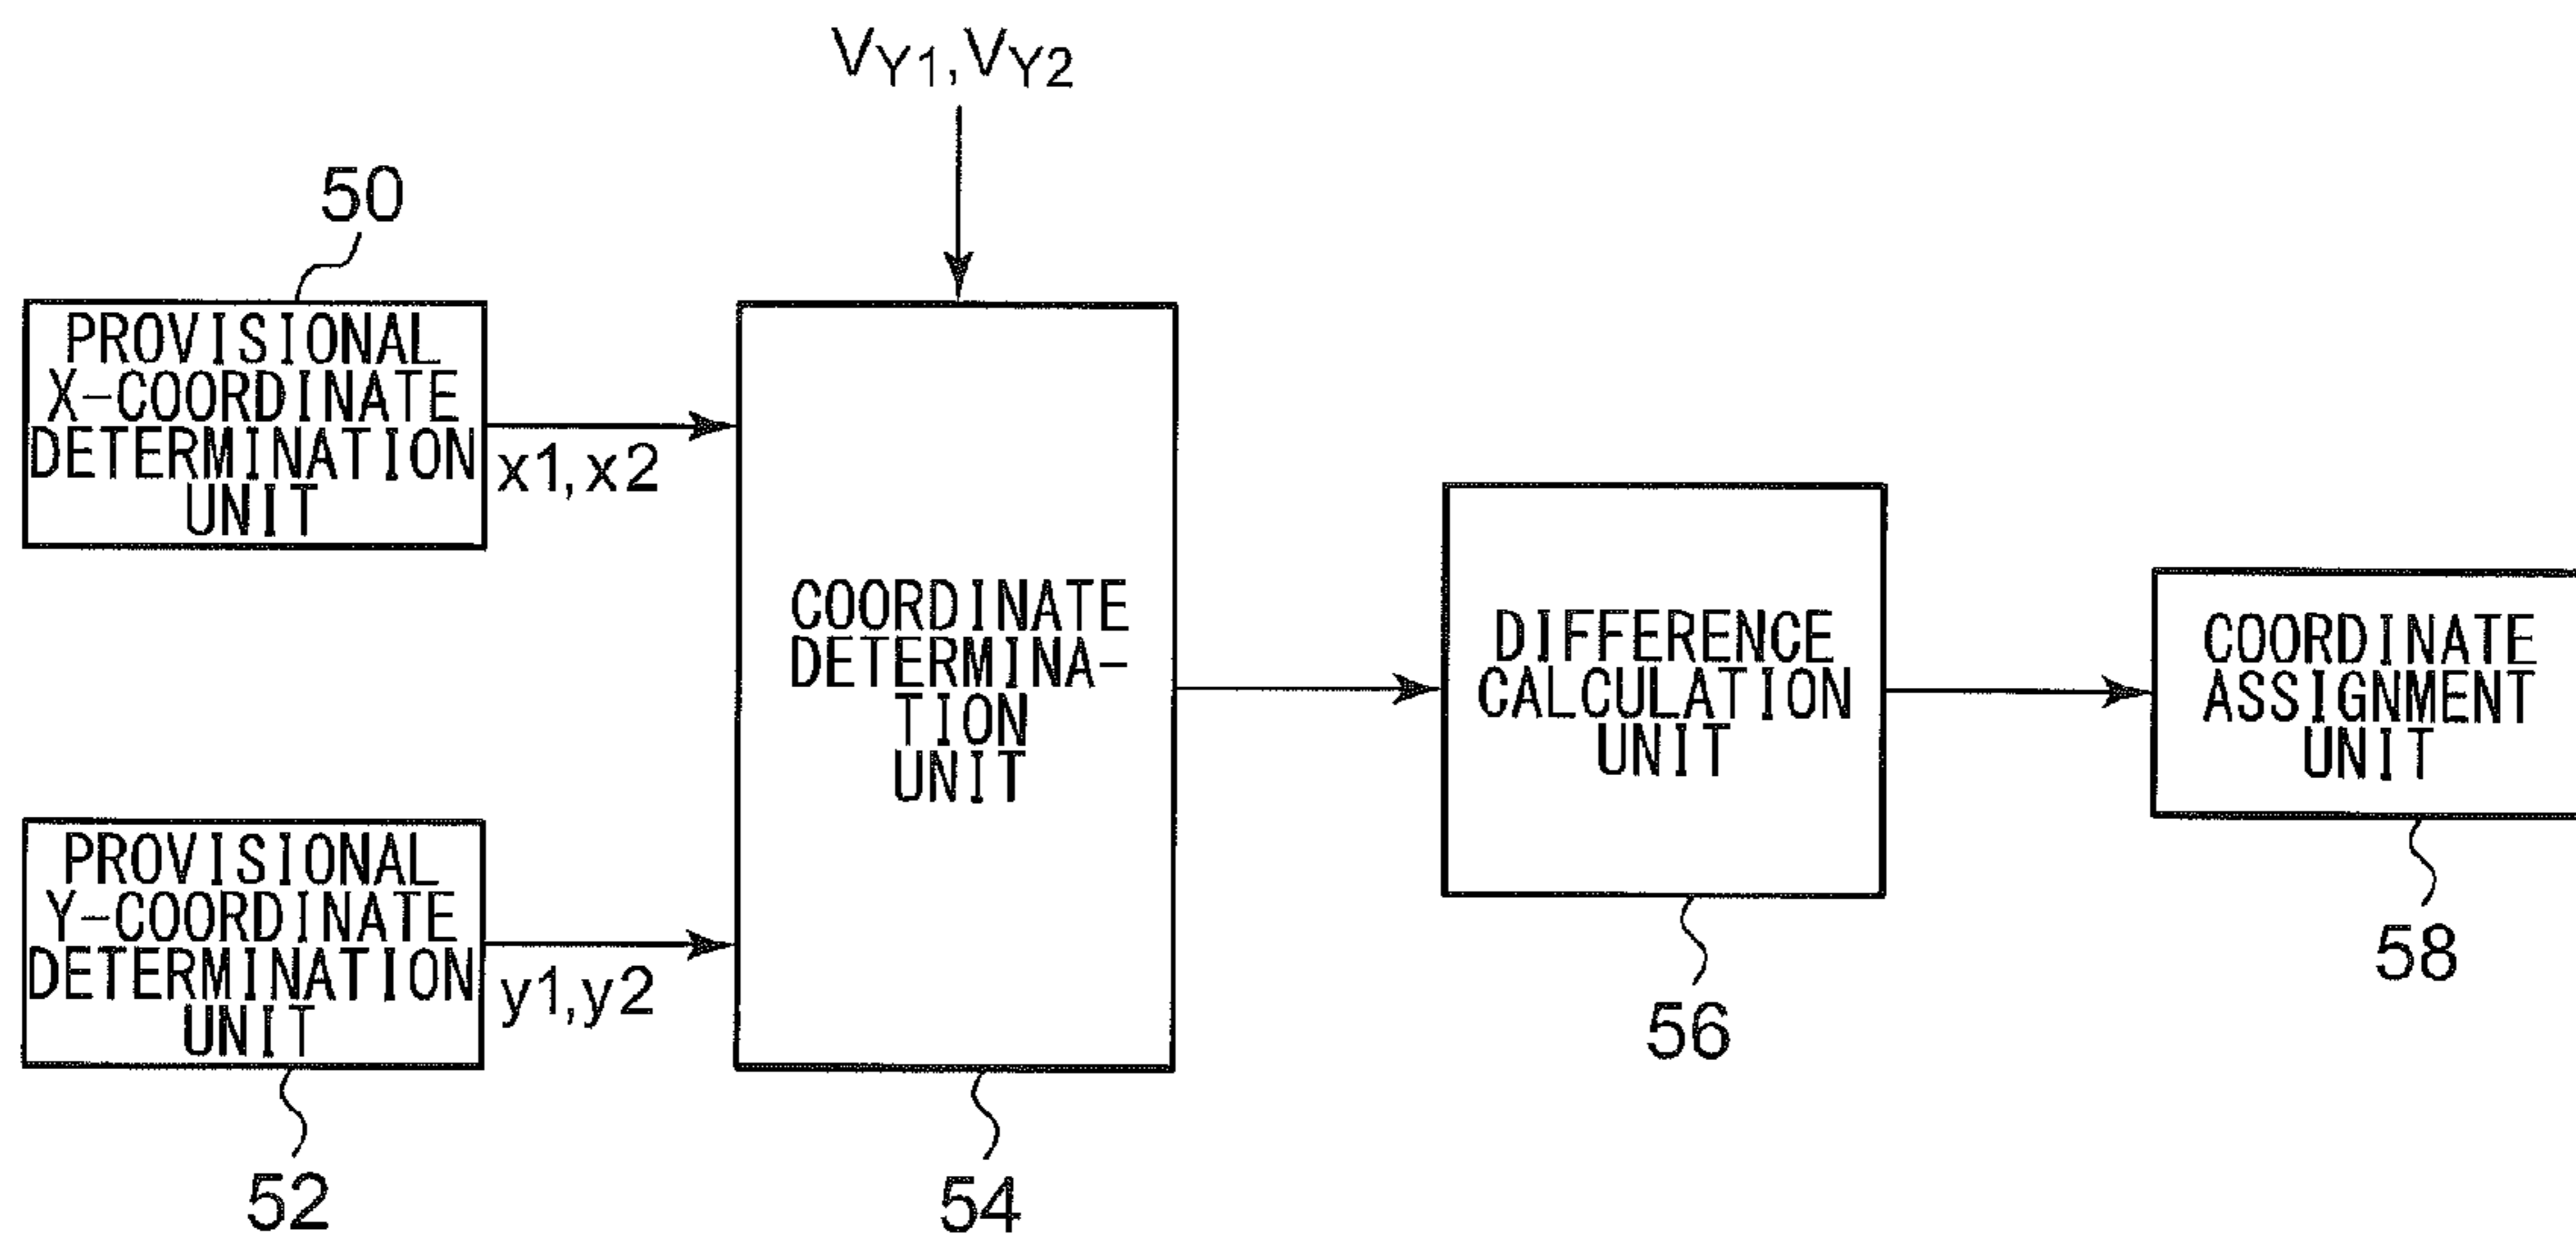 VY1,VY2
50
PROVISIONAL
X-COORDINATE
DETERMINATION
UNIT
x1,x2
PROVISIONAL
Y-COORDINATE
DETERMINATION
UNIT
y1,y2
52
COORDINATE
DETERMINA-
TION
UNIT
54
DIFFERENCE
CALCULATION
UNIT
56
COORDINATE
ASSIGNMENT
UNIT
58